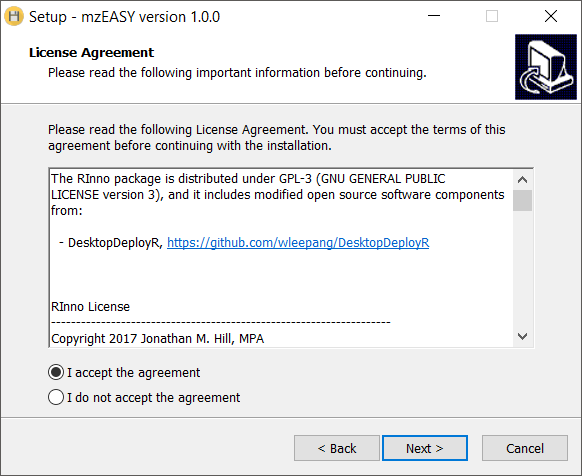 Setup - mzEASY version 1.0.0
License Agreement
Please read the following important information before continuing.
Please read the following License Agreement. You must accept the terms of this
agreement before continuing with the installation.
The RInno package is distributed under GPL-3 (GNU GENERAL PUBLIC
LICENSE version 3), and it includes modified open source software components
from:
- DesktopDeployR, https://github.com/wleepang/DesktopDeployR
RInno License
--------------------------------------------------------------------
Copyright 2017 Jonathan M. Hill, MPA
I accept the agreement
I do not accept the agreement
< Back
Next >
Cancel